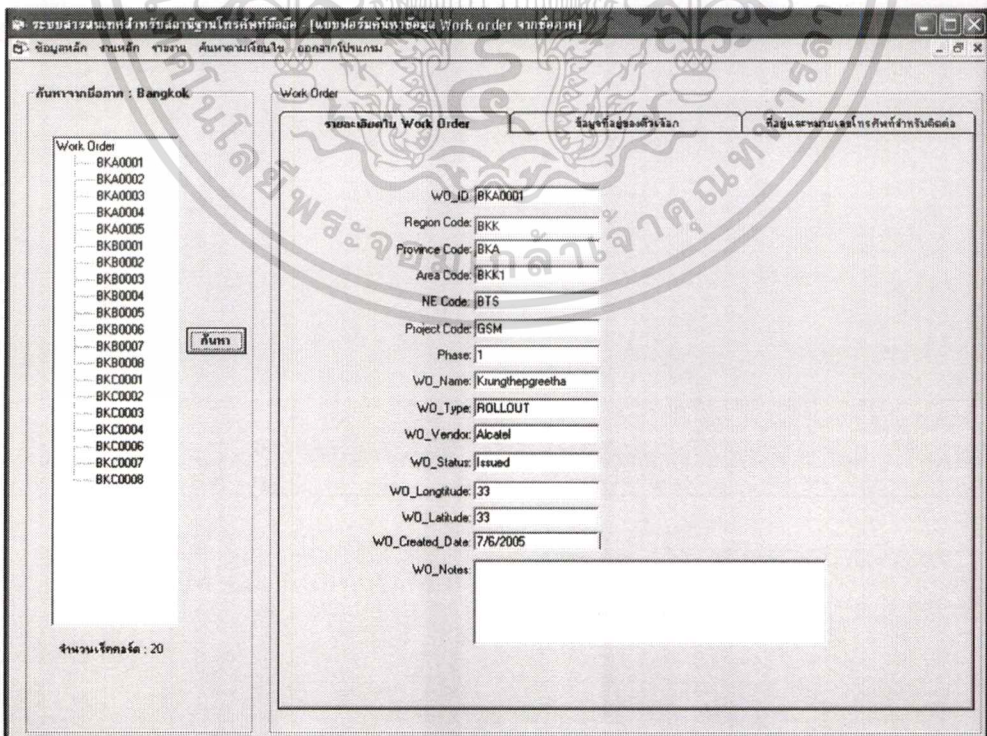 ระบบสารสนเทศสำหรับสถานีฐานโทรศัพท์มือถือ - [แบบฟอร์มค้นหาข้อมูล Work order จากชื่อภาค]
ข้อมูลหลัก งานหลัก รายงาน ค้นหาตามเงื่อนไข ออกจากโปรแกรม
ค้นหาจากชื่อภาค : Bangkok
Work Order
BKA0001
BKA0002
BKA0003
BKA0004
BKA0005
BKB0001
BKB0002
BKB0003
BKB0004
BKB0005
BKB0006
BKB0007
BKB0008
BKC0001
BKC0002
BKC0003
BKC0004
BKC0006
BKC0007
BKC0008
จำนวนเร็คคอร์ด : 20
ค้นหา
Work Order
รายละเอียดใน Work Order
ข้อมูลที่อยู่ของตัวเลือก
ที่อยู่และหมายเลขโทรศัพท์สำหรับติดต่อ
WO_ID: BKA0001
Region Code: BKK
Province Code: BKA
Area Code: BKK1
NE Code: BTS
Project Code: GSM
Phase: 1
WO_Name: Krungthepgreetha
WO_Type: ROLLOUT
WO_Vendor: Alcatel
WO_Status: Issued
WO_Longtitude: 33
WO_Latitude: 33
WO_Created_Date: 7/6/2005
WO_Notes: